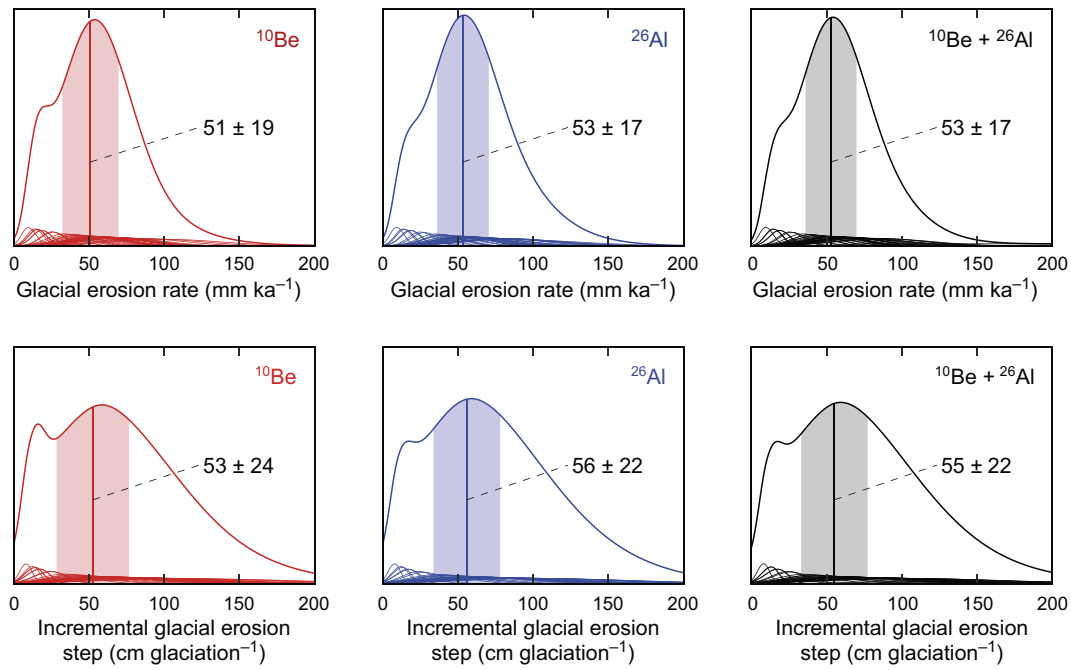 ¹⁰Be
51 ± 19
0 50 100 150 200
Glacial erosion rate (mm ka⁻¹)
²⁶Al
53 ± 17
0 50 100 150 200
Glacial erosion rate (mm ka⁻¹)
¹⁰Be + ²⁶Al
53 ± 17
0 50 100 150 200
Glacial erosion rate (mm ka⁻¹)
¹⁰Be
53 ± 24
0 50 100 150 200
Incremental glacial erosion
step (cm glaciation⁻¹)
²⁶Al
56 ± 22
0 50 100 150 200
Incremental glacial erosion
step (cm glaciation⁻¹)
¹⁰Be + ²⁶Al
55 ± 22
0 50 100 150 200
Incremental glacial erosion
step (cm glaciation⁻¹)